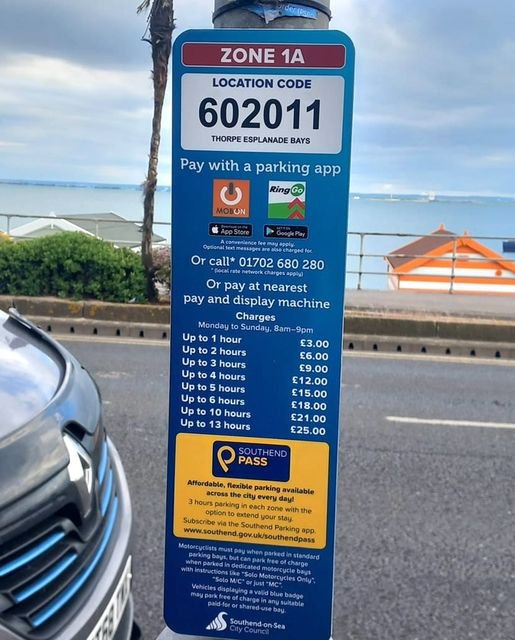 ZONE 1A
LOCATION CODE
602011
THORPE ESPLANADE BAYS
Pay with a parking app
MOBION
RingGo
Download on the App Store
GET IT ON Google Play
A convenience fee may apply.
Optional text messages are also charged for.
Or call* 01702 680 280
*(local rate network charges apply)
Or pay at nearest
pay and display machine
Charges
Monday to Sunday, 8am–9pm
Up to 1 hour £3.00
Up to 2 hours £6.00
Up to 3 hours £9.00
Up to 4 hours £12.00
Up to 5 hours £15.00
Up to 6 hours £18.00
Up to 10 hours £21.00
Up to 13 hours £25.00
SOUTHEND
PASS
Affordable, flexible parking available
across the city every day!
3 hours parking in each zone with the
option to extend your stay.
Subscribe via the Southend Parking app.
www.southend.gov.uk/southendpass
Motorcyclists must pay when parked in standard
parking bays, but can park free of charge
when parked in dedicated motorcycle bays
with instructions like "Solo Motorcycles Only",
"Solo M/C" or just "MC".
Vehicles displaying a valid blue badge
may park free of charge in any suitable
paid-for or shared-use bay.
Southend-on-Sea
City Council